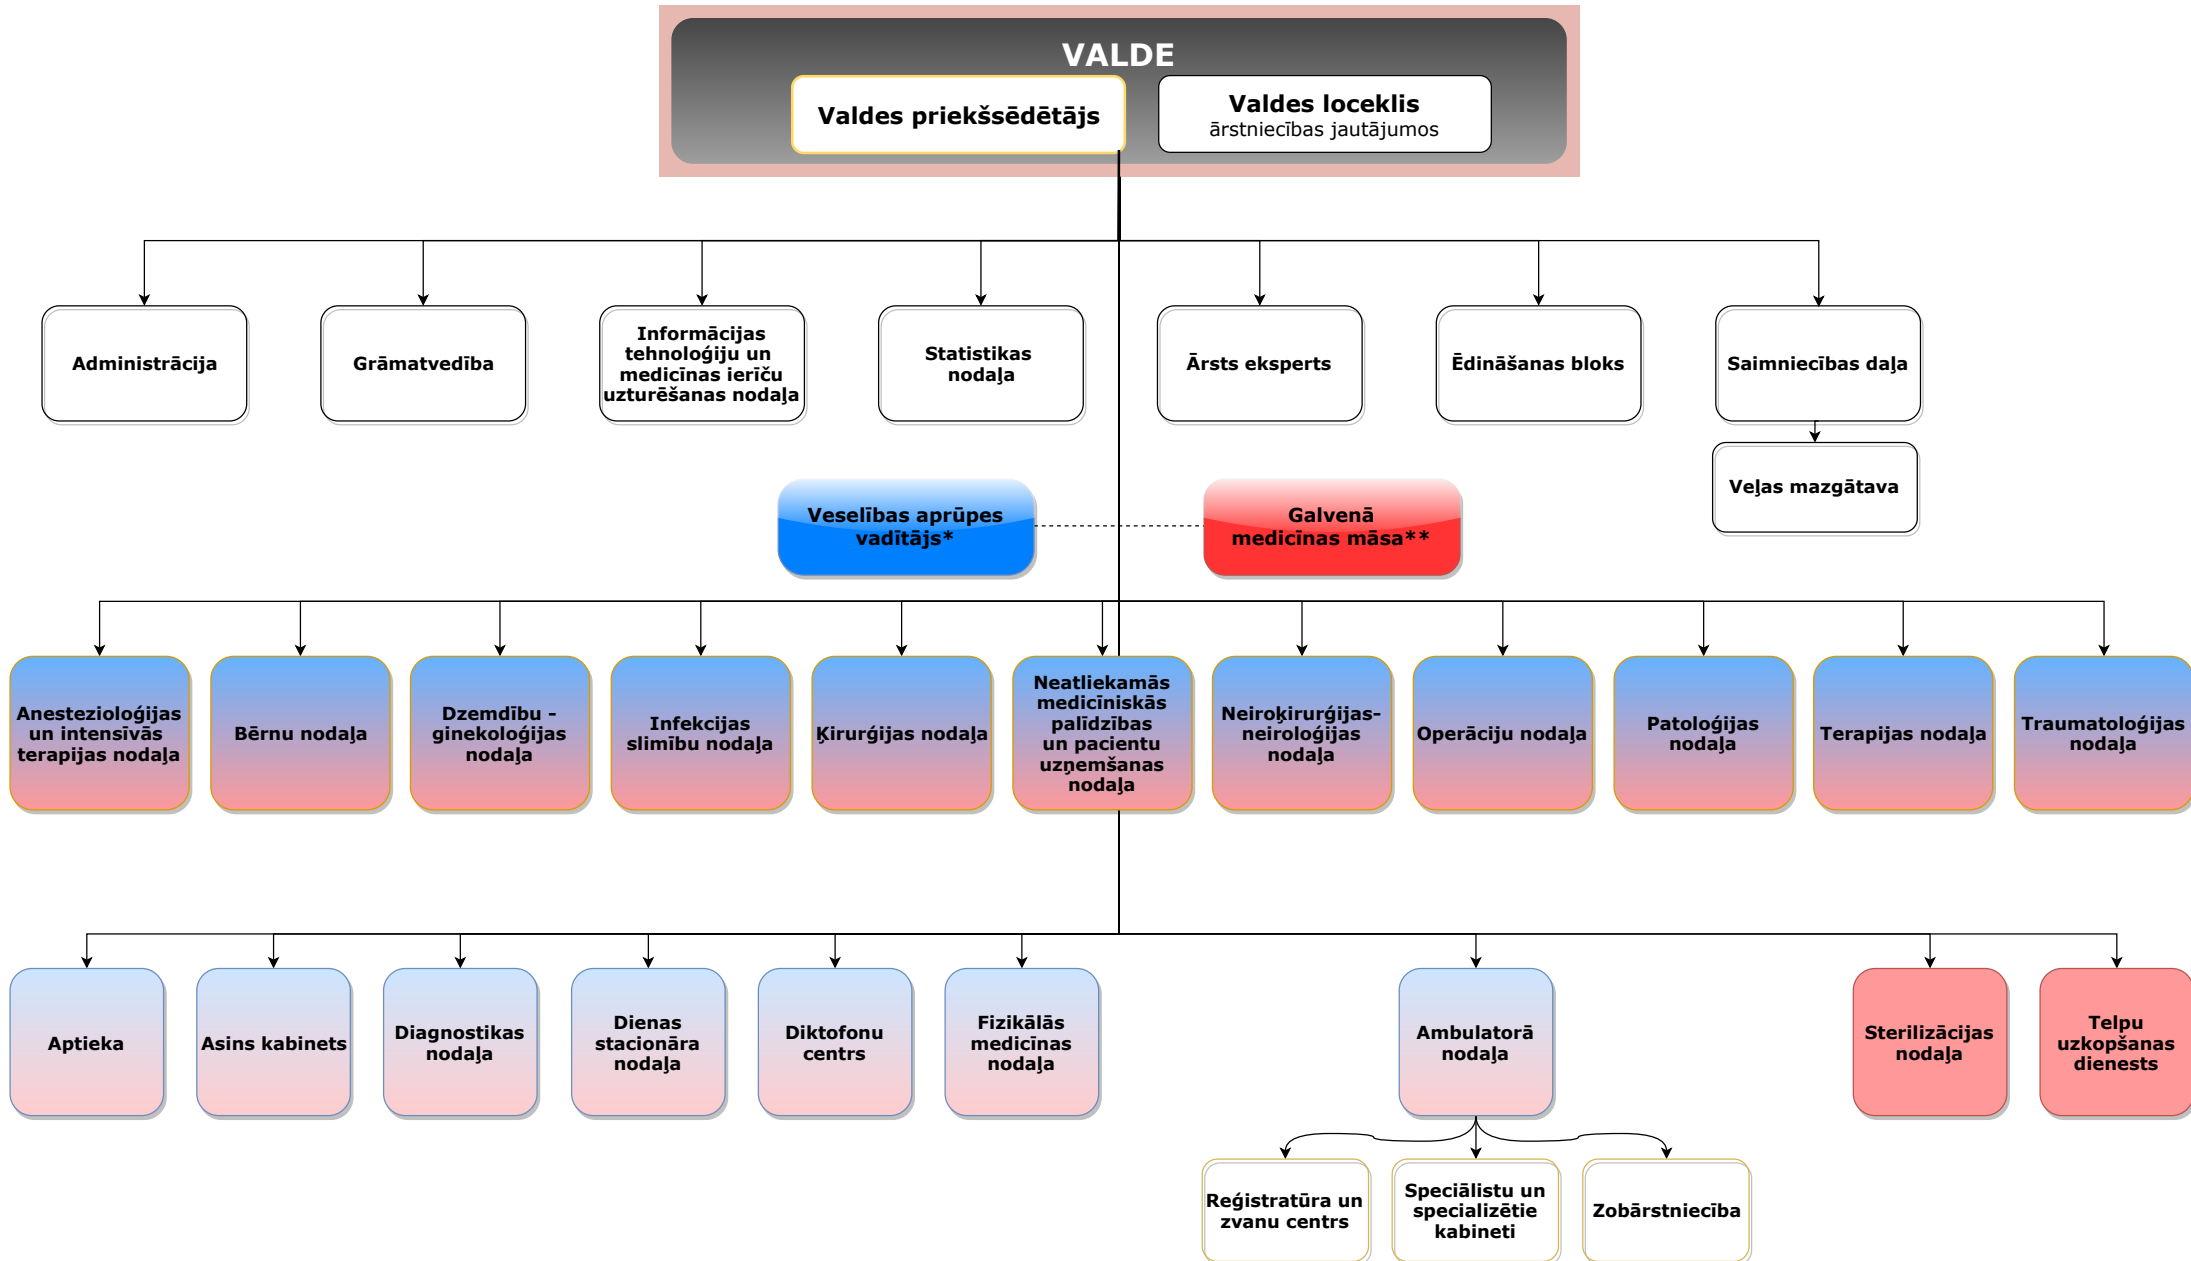 VALDE
Valdes priekšsēdētājs
Valdes loceklis
ārstniecības jautājumos
Administrācija
Grāmatvedība
Informācijas
tehnoloģiju un
medicīnas ierīču
uzturēšanas nodaļa
Statistikas
nodaļa
Ārsts eksperts
Ēdināšanas bloks
Saimniecības daļa
Veļas mazgātava
Veselības aprūpes
vadītājs*
Galvenā
medicīnas māsa**
Anestezioloģijas
un intensīvās
terapijas nodaļa
Bērnu nodaļa
Dzemdību -
ginekoloģijas
nodaļa
Infekcijas
slimību nodaļa
Ķirurģijas nodaļa
Neatliekamās
medicīniskās
palīdzības
un pacientu
uzņemšanas
nodaļa
Neiroķirurģijas-
neiroloģijas
nodaļa
Operāciju nodaļa
Patoloģijas
nodaļa
Terapijas nodaļa
Traumatoloģijas
nodaļa
Aptieka
Asins kabinets
Diagnostikas
nodaļa
Dienas
stacionāra
nodaļa
Diktofonu
centrs
Fizikālās
medicīnas
nodaļa
Ambulatorā
nodaļa
Sterilizācijas
nodaļa
Telpu
uzkopšanas
dienests
Reģistratūra un
zvanu centrs
Speciālistu un
specializētie
kabineti
Zobārstniecība